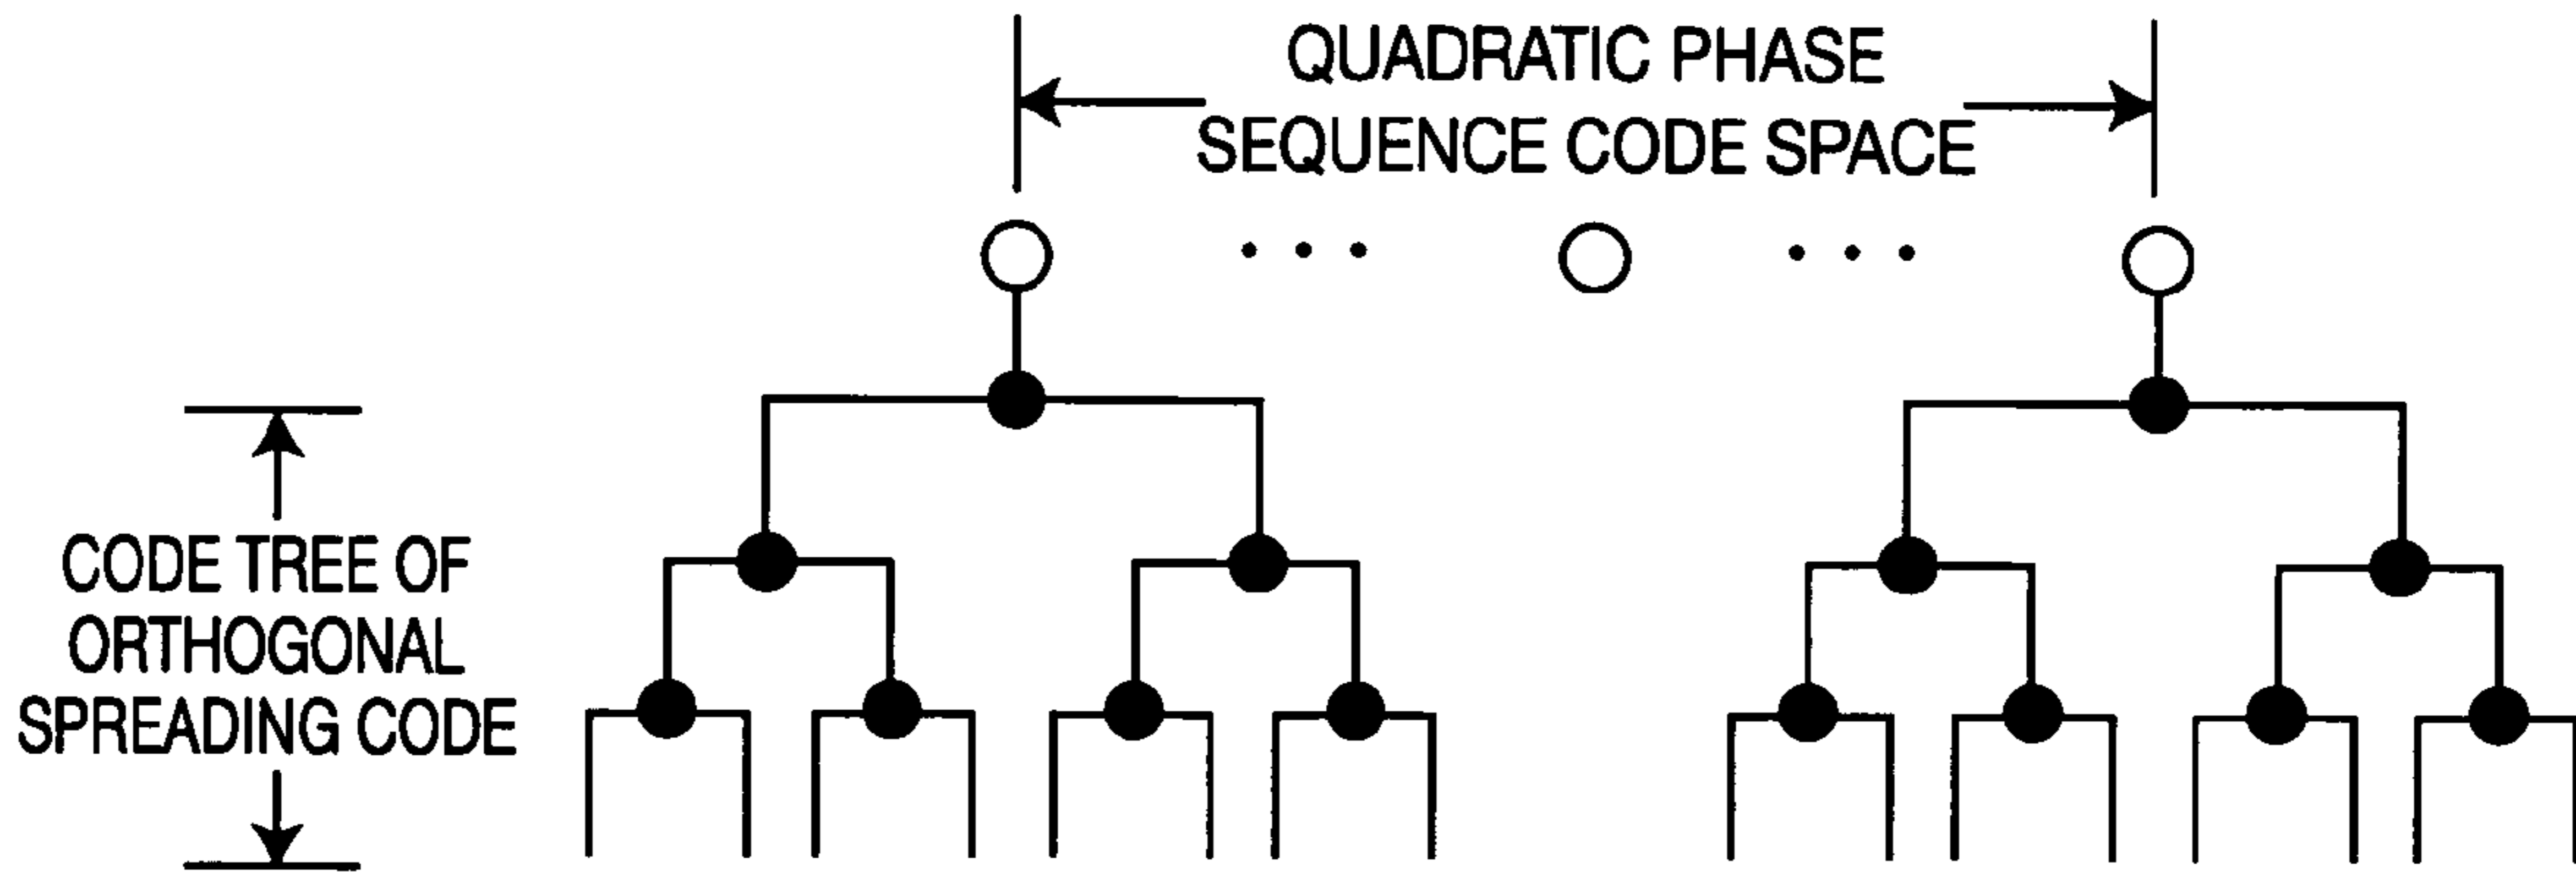 QUADRATIC PHASE
SEQUENCE CODE SPACE
CODE TREE OF
ORTHOGONAL
SPREADING CODE